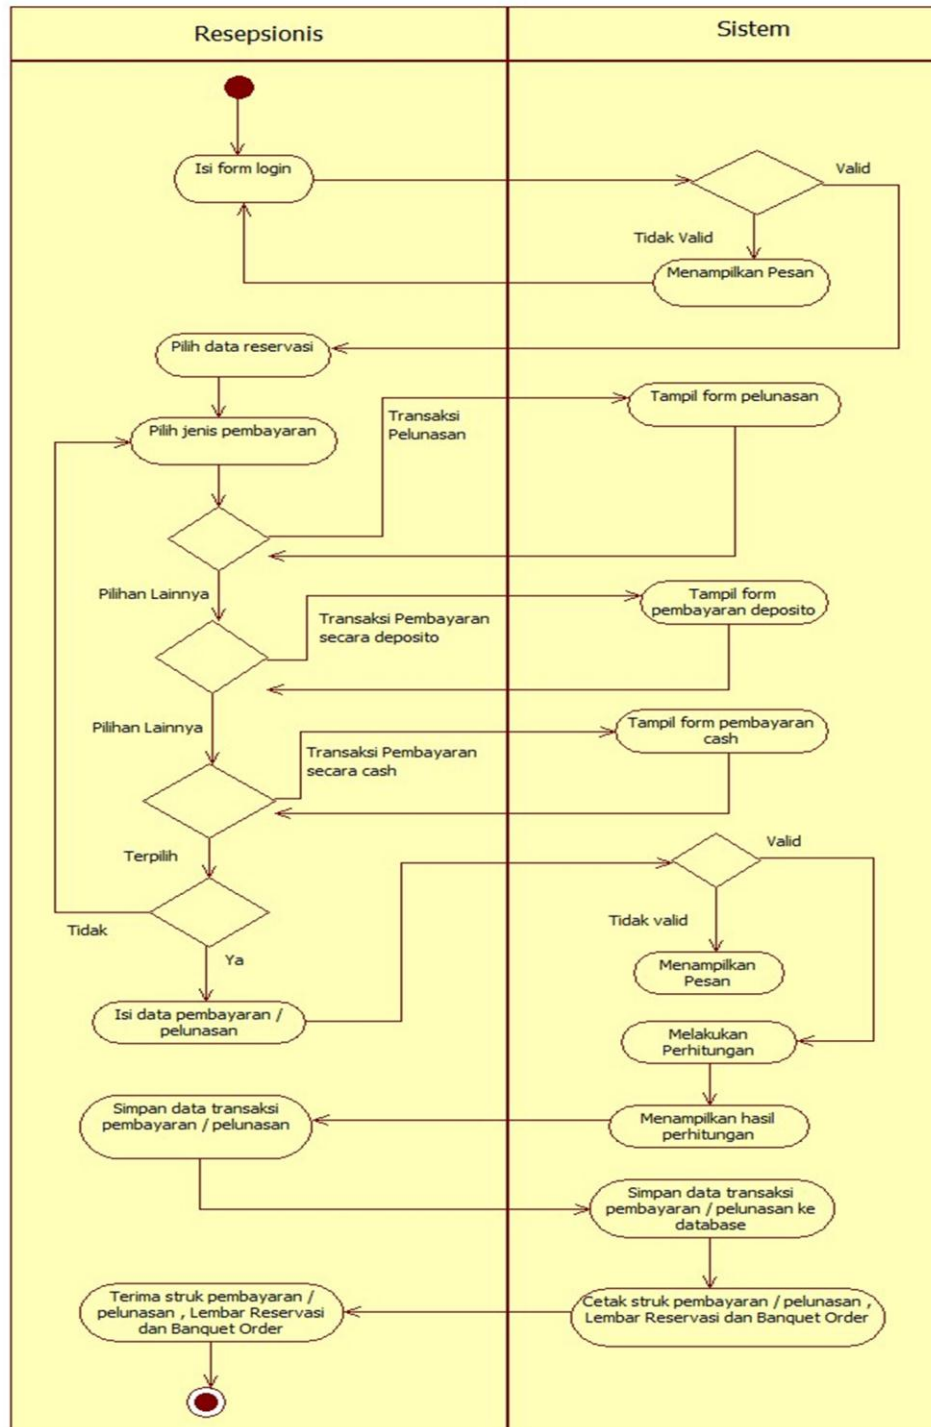 Resepsionis
Sistem
Isi form login
Valid
Tidak Valid
Menampilkan Pesan
Pilih data reservasi
Pilih jenis pembayaran
Transaksi
Pelunasan
Tampil form pelunasan
Pilihan Lainnya
Transaksi Pembayaran
secara deposito
Tampil form
pembayaran deposito
Pilihan Lainnya
Transaksi Pembayaran
secara cash
Tampil form pembayaran
cash
Terpilih
Valid
Tidak valid
Tidak
Ya
Menampilkan
Pesan
Isi data pembayaran /
pelunasan
Melakukan
Perhitungan
Simpan data transaksi
pembayaran / pelunasan
Menampilkan hasil
perhitungan
Simpan data transaksi
pembayaran / pelunasan ke
database
Terima struk pembayaran /
pelunasan , Lembar Reservasi
dan Banquet Order
Cetak struk pembayaran / pelunasan ,
Lembar Reservasi dan Banquet Order